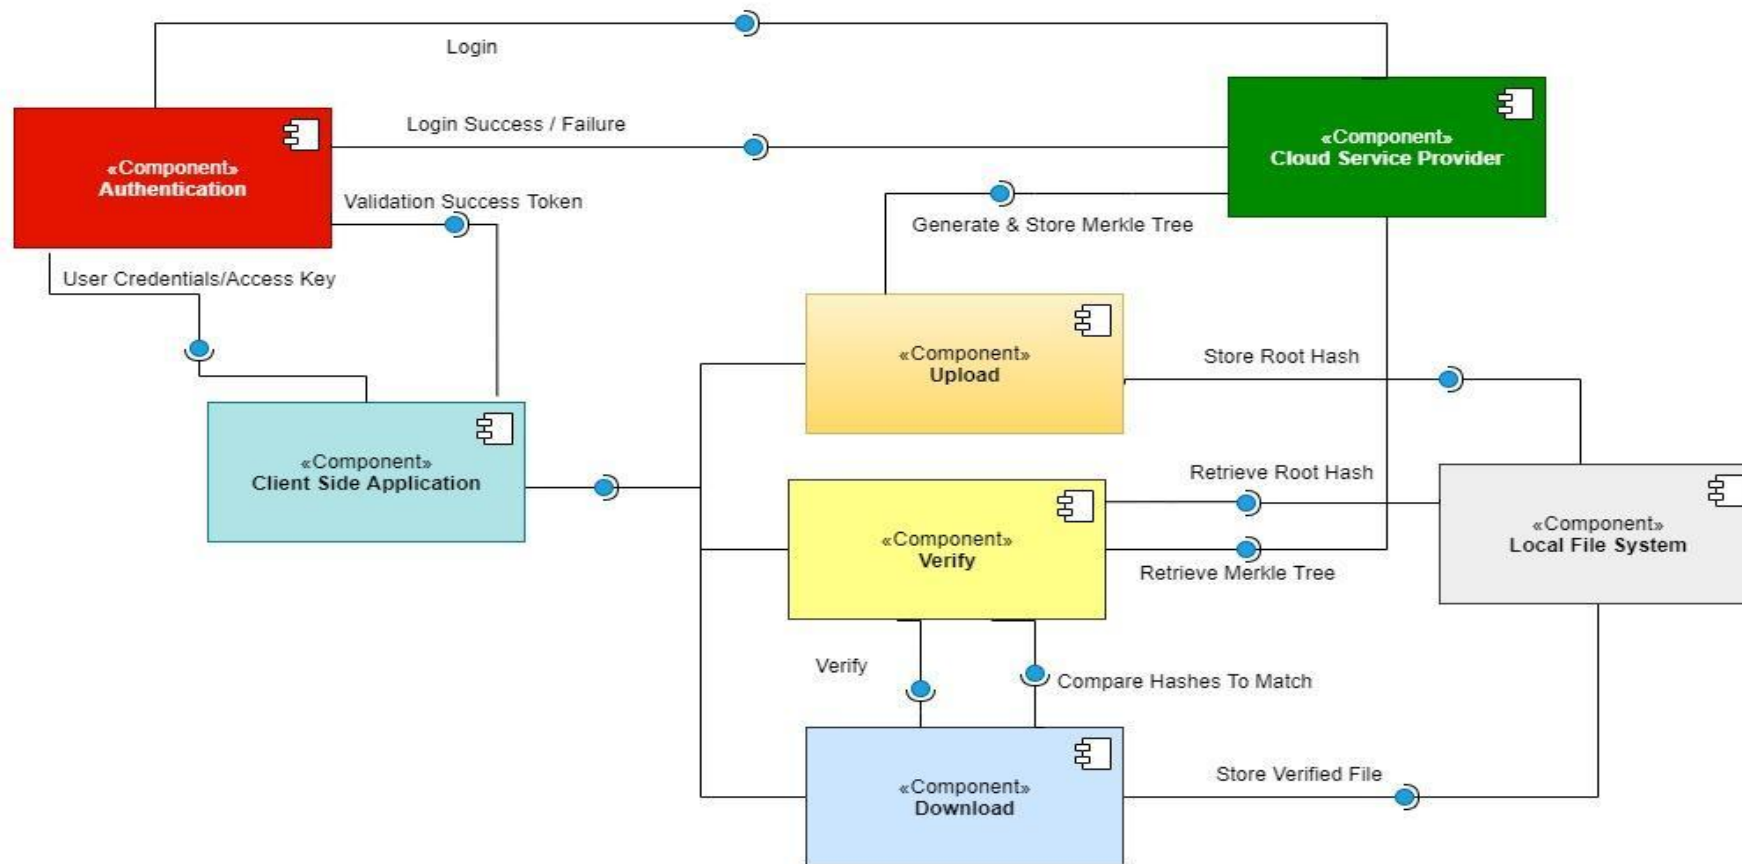 Login
Login Success / Failure
«Component»
Cloud Service Provider
«Component»
Authentication
Validation Success Token
Generate & Store Merkle Tree
User Credentials/Access Key
«Component»
Upload
Store Root Hash
«Component»
Client Side Application
Retrieve Root Hash
«Component»
Verify
«Component»
Local File System
Retrieve Merkle Tree
Verify
Compare Hashes To Match
«Component»
Download
Store Verified File